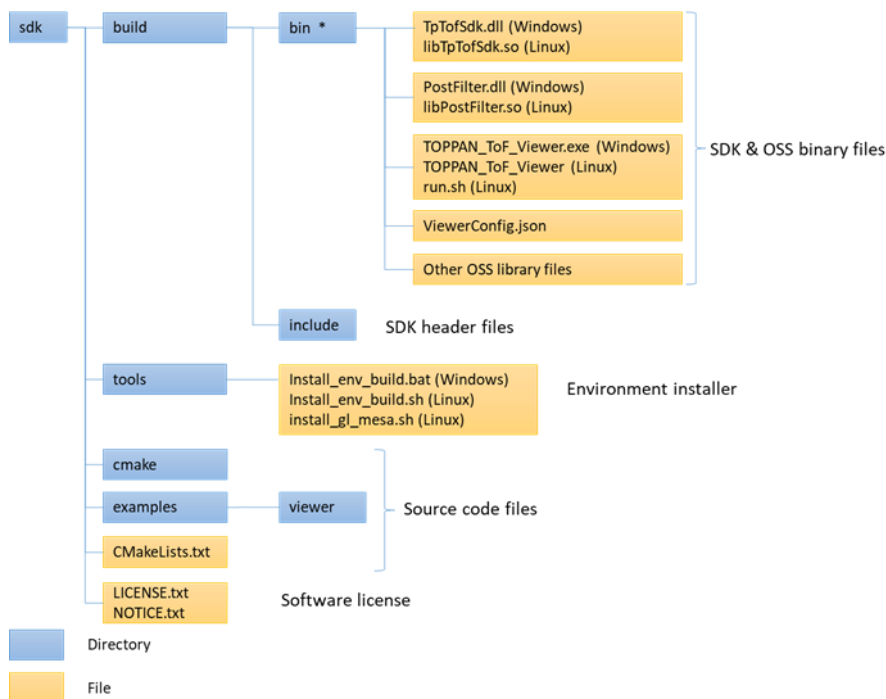 sdk
build
bin *
TpTofSdk.dll (Windows)
libTpTofSdk.so (Linux)
PostFilter.dll (Windows)
libPostFilter.so (Linux)
TOPPAN_ToF_Viewer.exe (Windows)
TOPPAN_ToF_Viewer (Linux)
run.sh (Linux)
ViewerConfig.json
Other OSS library files
SDK & OSS binary files
include
SDK header files
tools
Install_env_build.bat (Windows)
Install_env_build.sh (Linux)
install_gl_mesa.sh (Linux)
Environment installer
cmake
examples
viewer
Source code files
CMakeLists.txt
LICENSE.txt
NOTICE.txt
Software license
Directory
File